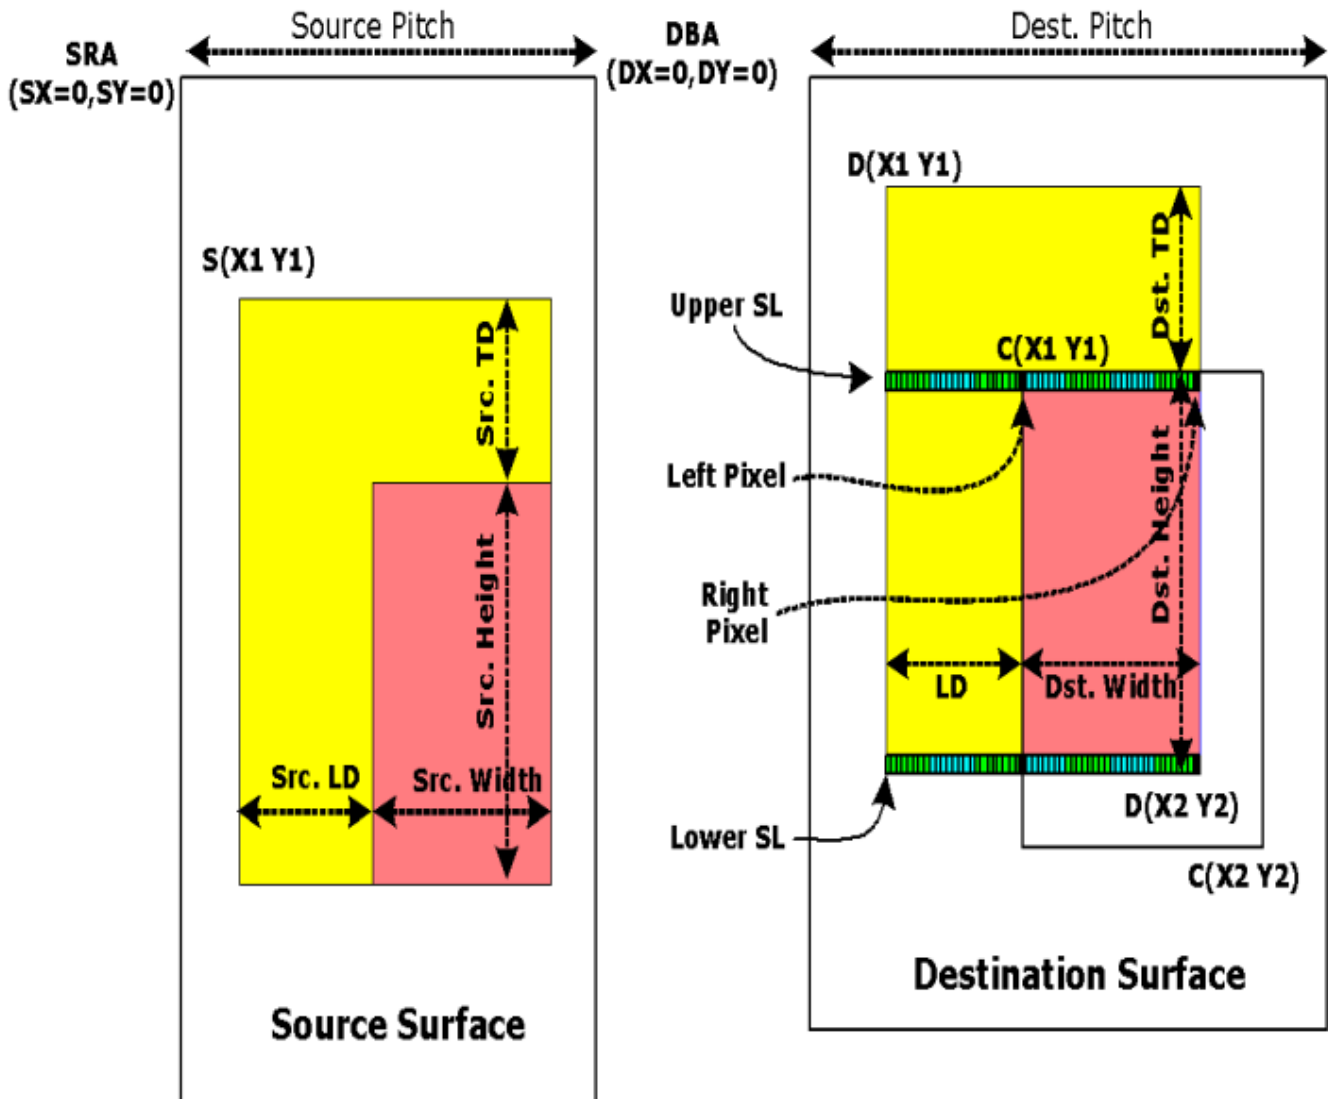 Source Pitch
SRA
(SX=0,SY=0)
S(X1 Y1)
Src. TD
Src. Height
Src. LD
Src. Width
Source Surface
DBA
(DX=0,DY=0)
Dest. Pitch
D(X1 Y1)
Dst. TD
Upper SL
C(X1 Y1)
Left Pixel
Dst. Height
Right
Pixel
LD
Dst. Width
D(X2 Y2)
Lower SL
C(X2 Y2)
Destination Surface